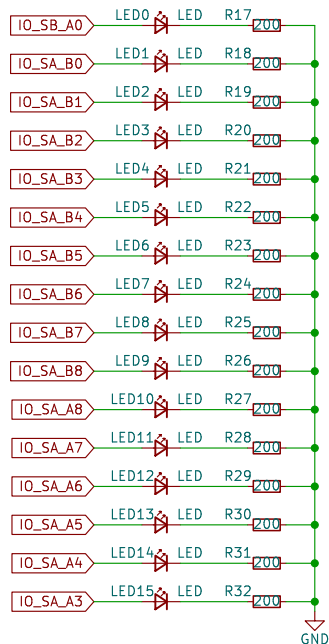 IO_SB_A0 LED0 LED R17 200
IO_SA_B0 LED1 LED R18 200
IO_SA_B1 LED2 LED R19 200
IO_SA_B2 LED3 LED R20 200
IO_SA_B3 LED4 LED R21 200
IO_SA_B4 LED5 LED R22 200
IO_SA_B5 LED6 LED R23 200
IO_SA_B6 LED7 LED R24 200
IO_SA_B7 LED8 LED R25 200
IO_SA_B8 LED9 LED R26 200
IO_SA_A8 LED10 LED R27 200
IO_SA_A7 LED11 LED R28 200
IO_SA_A6 LED12 LED R29 200
IO_SA_A5 LED13 LED R30 200
IO_SA_A4 LED14 LED R31 200
IO_SA_A3 LED15 LED R32 200
GND